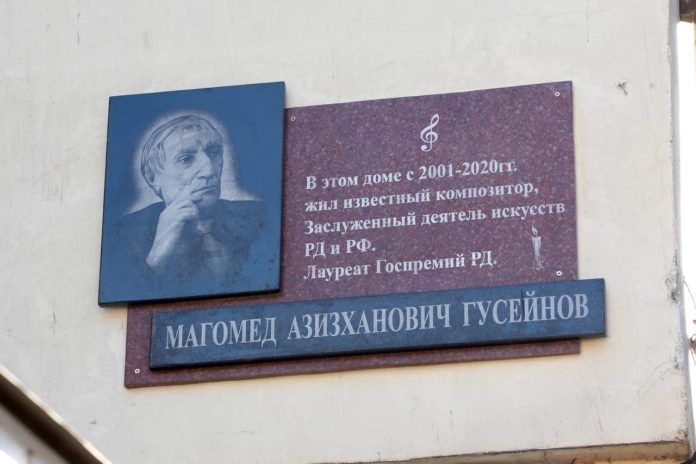 В этом доме с 2001-2020гг.
жил известный композитор,
Заслуженный деятель искусств
РД и РФ.
Лауреат Госпремий РД.
МАГОМЕД АЗИЗХАНОВИЧ ГУСЕЙНОВ